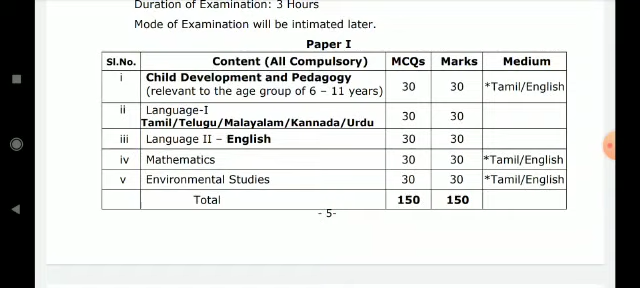 Duration of Examination: 3 Hours
Mode of Examination will be intimated later.
Paper I
Sl.No. Content (All Compulsory) MCQs Marks Medium
i Child Development and Pedagogy
(relevant to the age group of 6 – 11 years) 30 30 *Tamil/English
ii Language-I
Tamil/Telugu/Malayalam/Kannada/Urdu 30 30
iii Language II – English 30 30
iv Mathematics 30 30 *Tamil/English
v Environmental Studies 30 30 *Tamil/English
Total 150 150
- 5-